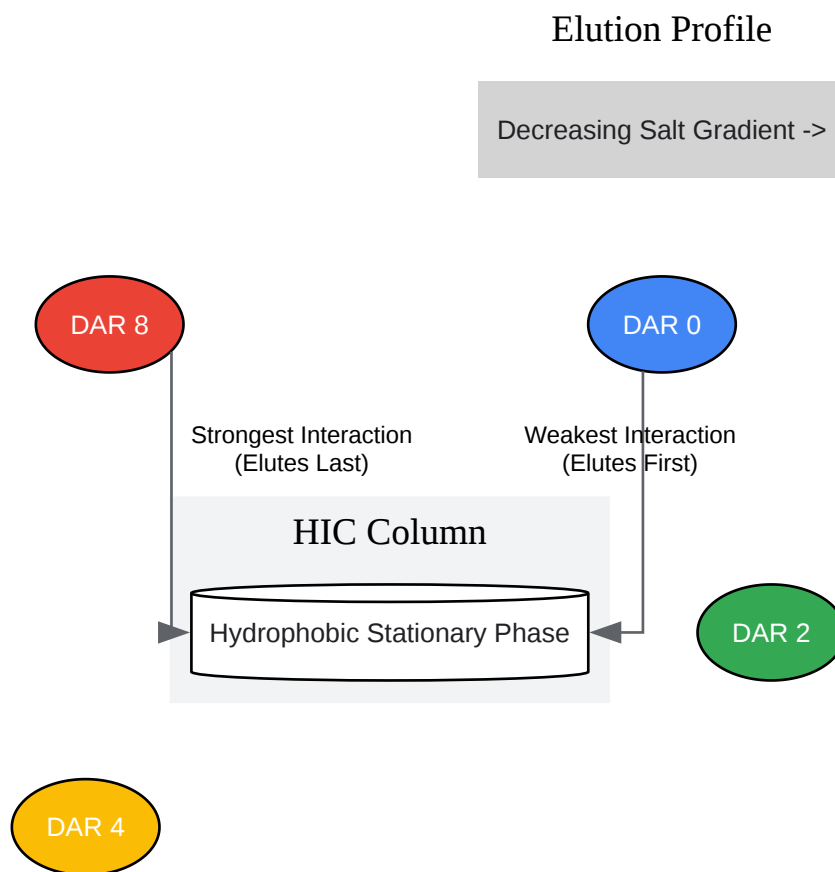 Elution Profile
Decreasing Salt Gradient ->
DAR 8
DAR 0
Strongest Interaction
(Elutes Last)
Weakest Interaction
(Elutes First)
HIC Column
Hydrophobic Stationary Phase
DAR 2
DAR 4